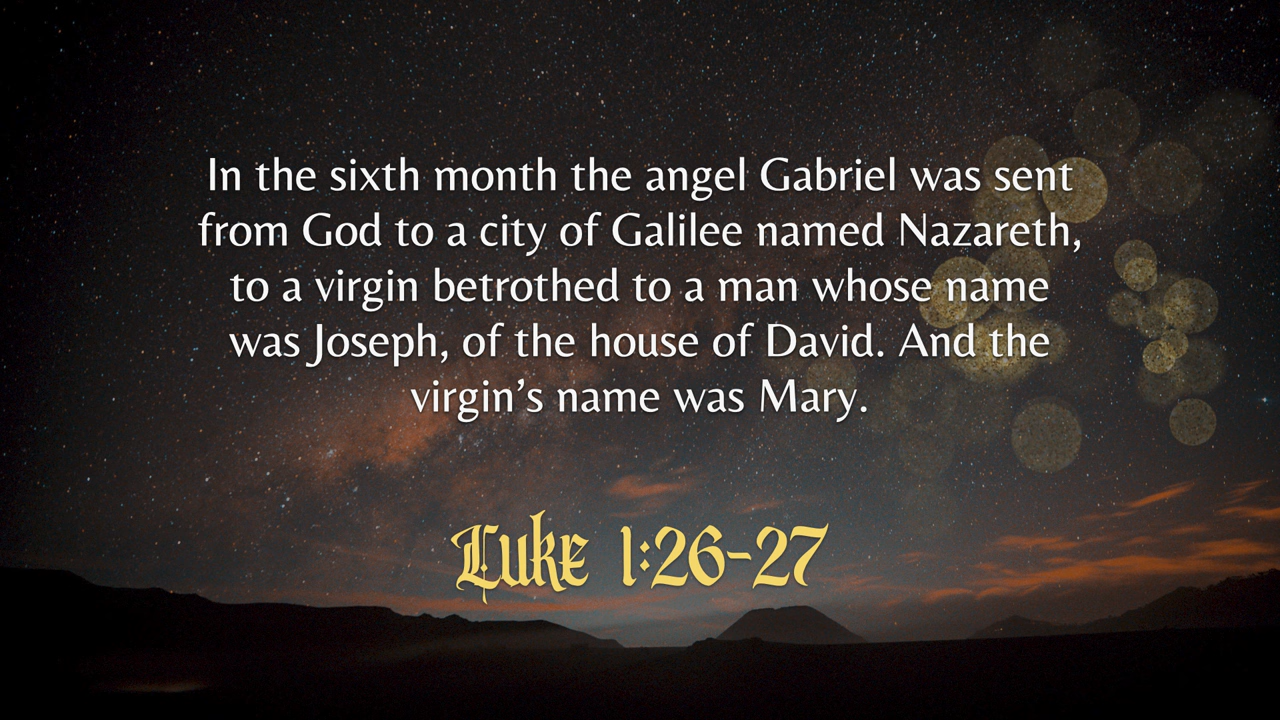 In the sixth month the angel Gabriel was sent
from God to a city of Galilee named Nazareth,
to a virgin betrothed to a man whose name
was Joseph, of the house of David. And the
virgin’s name was Mary.
Luke 1:26-27